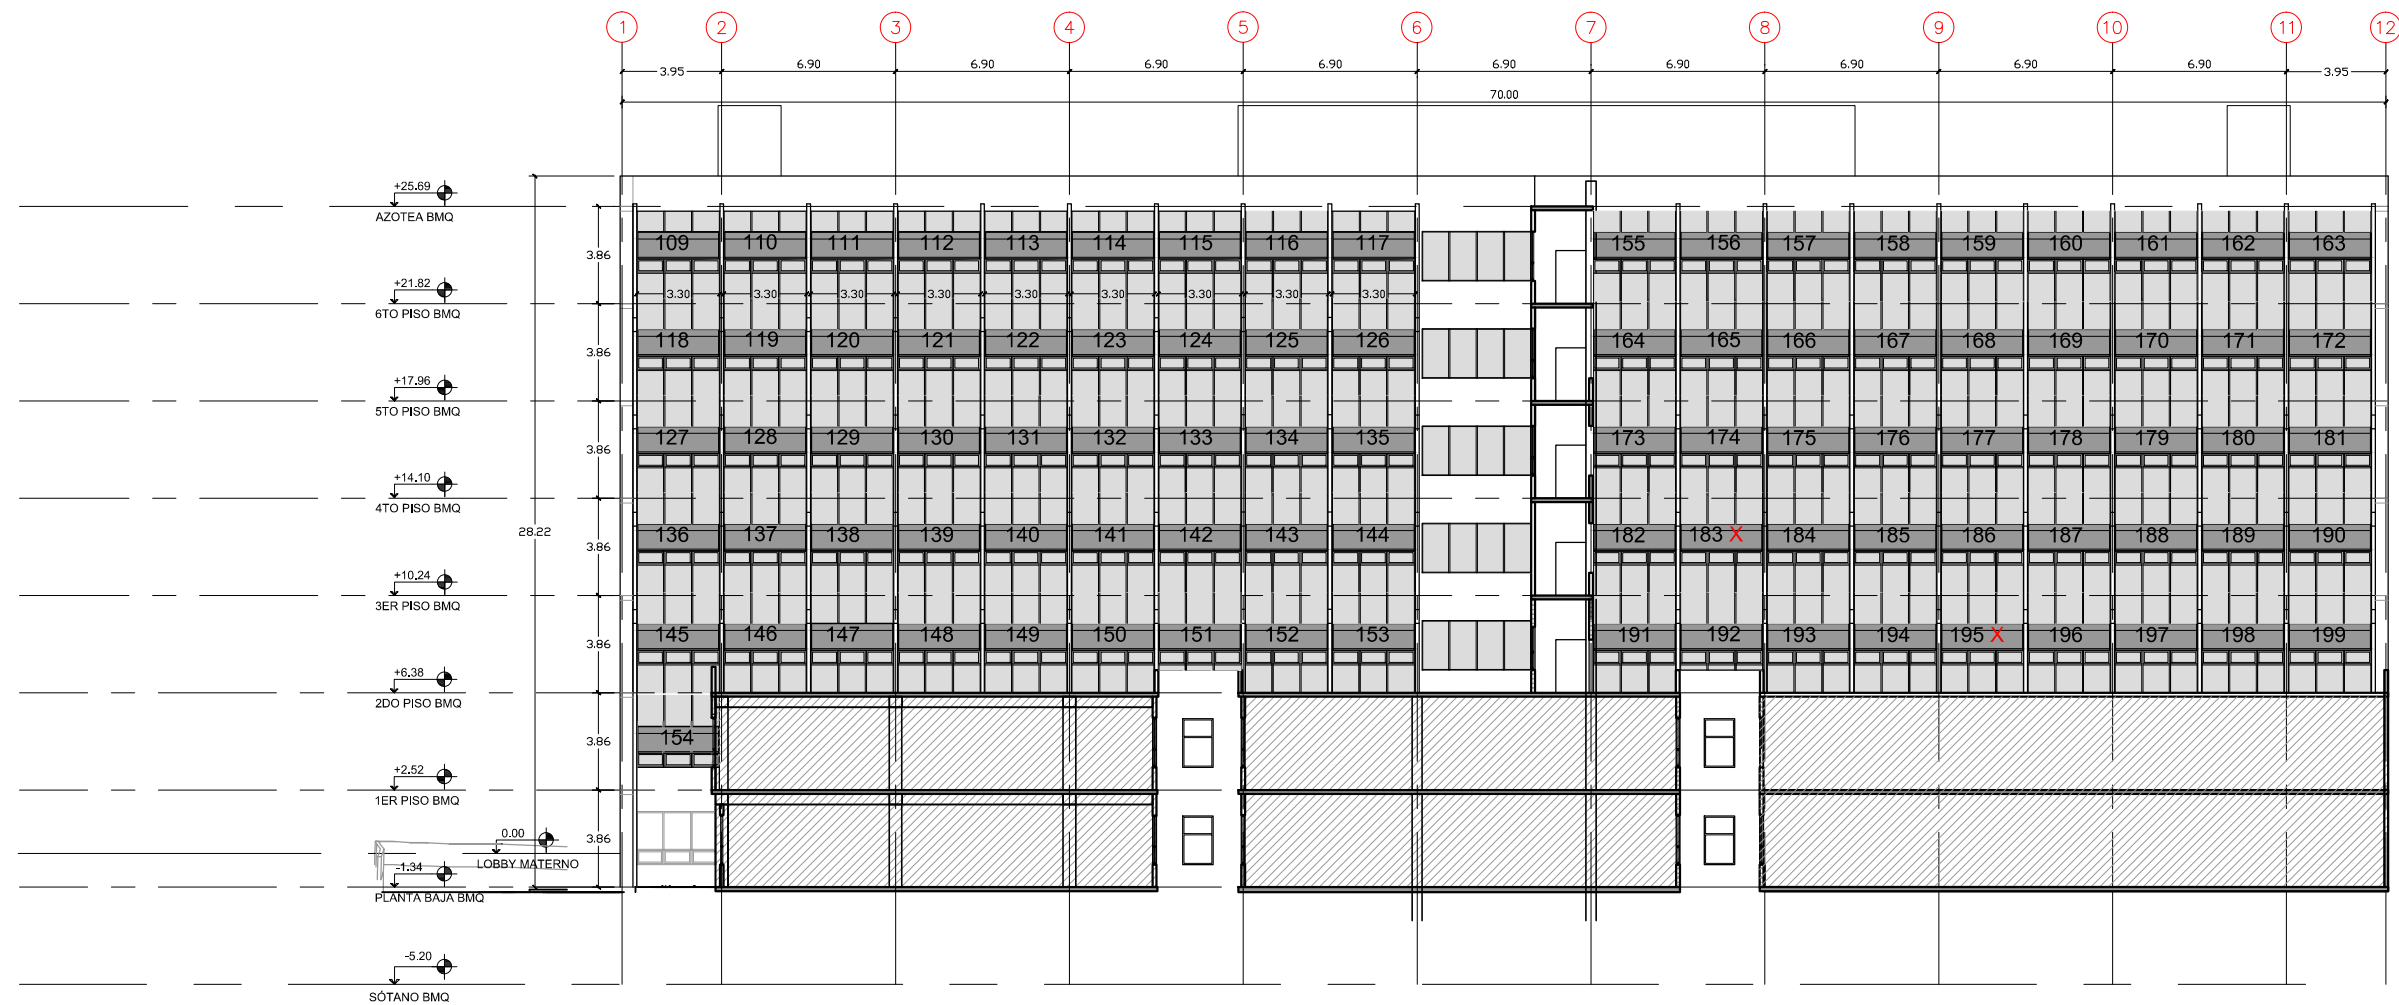 1 2 3 4 5 6 7 8 9 10 11 12
3.95 6.90 6.90 6.90 6.90 6.90 6.90 6.90 6.90 6.90 3.95
70.00
+25.69
AZOTEA BMQ
109 110 111 112 113 114 115 116 117 155 156 157 158 159 160 161 162 163
3.86
+21.82
6TO PISO BMQ
3.30 3.30 3.30 3.30 3.30 3.30 3.30 3.30 3.30
118 119 120 121 122 123 124 125 126 164 165 166 167 168 169 170 171 172
3.86
+17.96
5TO PISO BMQ
127 128 129 130 131 132 133 134 135 173 174 175 176 177 178 179 180 181
3.86
+14.10
4TO PISO BMQ
28.22
136 137 138 139 140 141 142 143 144 182 183 X 184 185 186 187 188 189 190
3.86
+10.24
3ER PISO BMQ
145 146 147 148 149 150 151 152 153 191 192 193 194 195 X 196 197 198 199
3.86
+6.38
2DO PISO BMQ
154
3.86
+2.52
1ER PISO BMQ
3.86
0.00
LOBBY MATERNO
-1.34
PLANTA BAJA BMQ
-5.20
SÓTANO BMQ